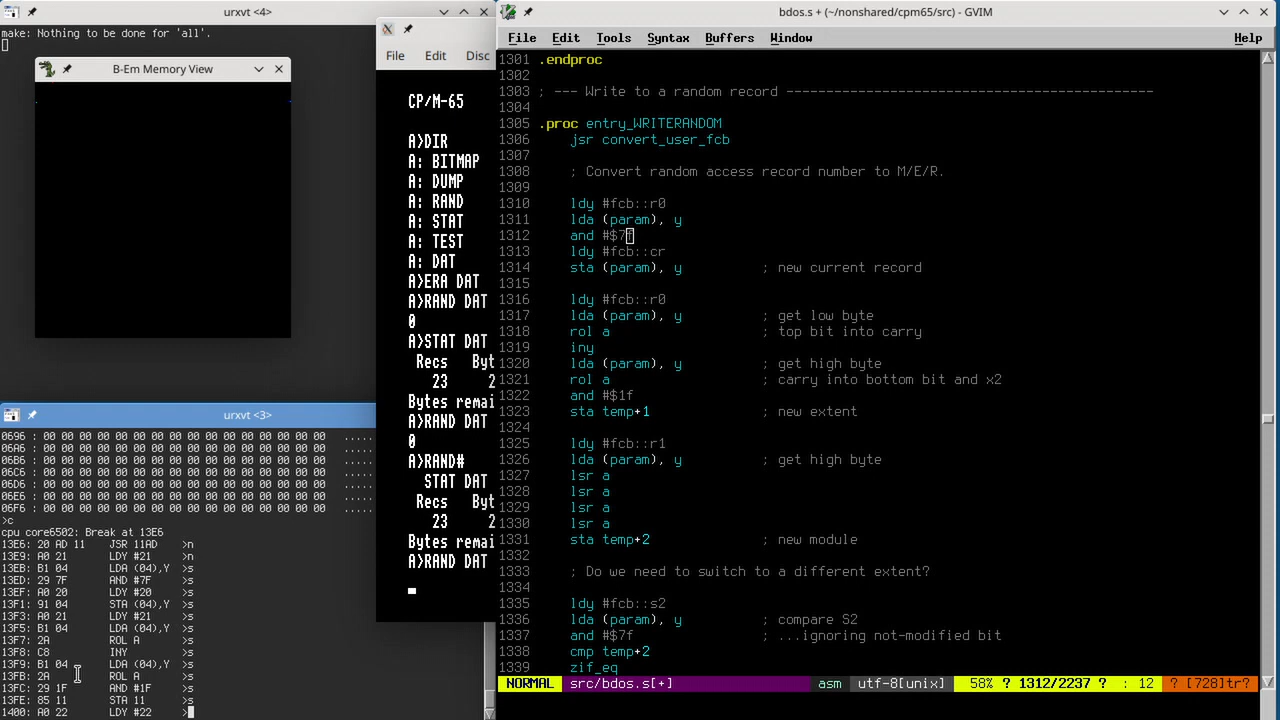 urxvt <4>
make: Nothing to be done for 'all'.
B-Em Memory View
urxvt <3>
0696 : 00 00 00 00 00 00 00 00 00 00 00 00 00 00 00 00 .....
06A6 : 00 00 00 00 00 00 00 00 00 00 00 00 00 00 00 00 .....
06B6 : 00 00 00 00 00 00 00 00 00 00 00 00 00 00 00 00 .....
06C6 : 00 00 00 00 00 00 00 00 00 00 00 00 00 00 00 00 .....
06D6 : 00 00 00 00 00 00 00 00 00 00 00 00 00 00 00 00 .....
06E6 : 00 00 00 00 00 00 00 00 00 00 00 00 00 00 00 00 .....
06F6 : 00 00 00 00 00 00 00 00 00 00 00 00 00 00 00 00 .....
>c
cpu core6502: Break at 13E6
13E6: 20 AD 11 JSR 11AD >n
13E9: A0 21 LDY #21 >n
13EB: B1 04 LDA (04),Y >s
13ED: 29 7F AND #7F >s
13EF: A0 20 LDY #20 >s
13F1: 91 04 STA (04),Y >s
13F3: A0 21 LDY #21 >s
13F5: B1 04 LDA (04),Y >s
13F7: 2A ROL A >s
13F8: C8 INY >s
13F9: B1 04 LDA (04),Y >s
13FB: 2A ROL A >s
13FC: 29 1F AND #1F >s
13FE: 85 11 STA 11 >s
1400: A0 22 LDY #22 >
File Edit Disc
CP/M-65
A>DIR
A: BITMAP
A: DUMP
A: RAND
A: STAT
A: TEST
A: DAT
A>ERA DAT
A>RAND DAT
0
A>STAT DAT
Recs Byt
23 2
Bytes remai
A>RAND DAT
0
A>RAND#
STAT DAT
Recs Byt
23 2
Bytes remai
A>RAND DAT
bdos.s + (~/nonshared/cpm65/src) - GVIM
File Edit Tools Syntax Buffers Window Help
1301 .endproc
1302
1303 ; --- Write to a random record ----------------------------------------------
1304
1305 .proc entry_WRITERANDOM
1306 jsr convert_user_fcb
1307
1308 ; Convert random access record number to M/E/R.
1309
1310 ldy #fcb::r0
1311 lda (param), y
1312 and #$7f
1313 ldy #fcb::cr
1314 sta (param), y ; new current record
1315
1316 ldy #fcb::r0
1317 lda (param), y ; get low byte
1318 rol a ; top bit into carry
1319 iny
1320 lda (param), y ; get high byte
1321 rol a ; carry into bottom bit and x2
1322 and #$1f
1323 sta temp+1 ; new extent
1324
1325 ldy #fcb::r1
1326 lda (param), y ; get high byte
1327 lsr a
1328 lsr a
1329 lsr a
1330 lsr a
1331 sta temp+2 ; new module
1332
1333 ; Do we need to switch to a different extent?
1334
1335 ldy #fcb::s2
1336 lda (param), y ; compare S2
1337 and #$7f ; ...ignoring not-modified bit
1338 cmp temp+2
1339 zif_eq
NORMAL src/bdos.s[+] asm utf-8[unix] 58% ? 1312/2237 ? : 12 ? [728]tr?